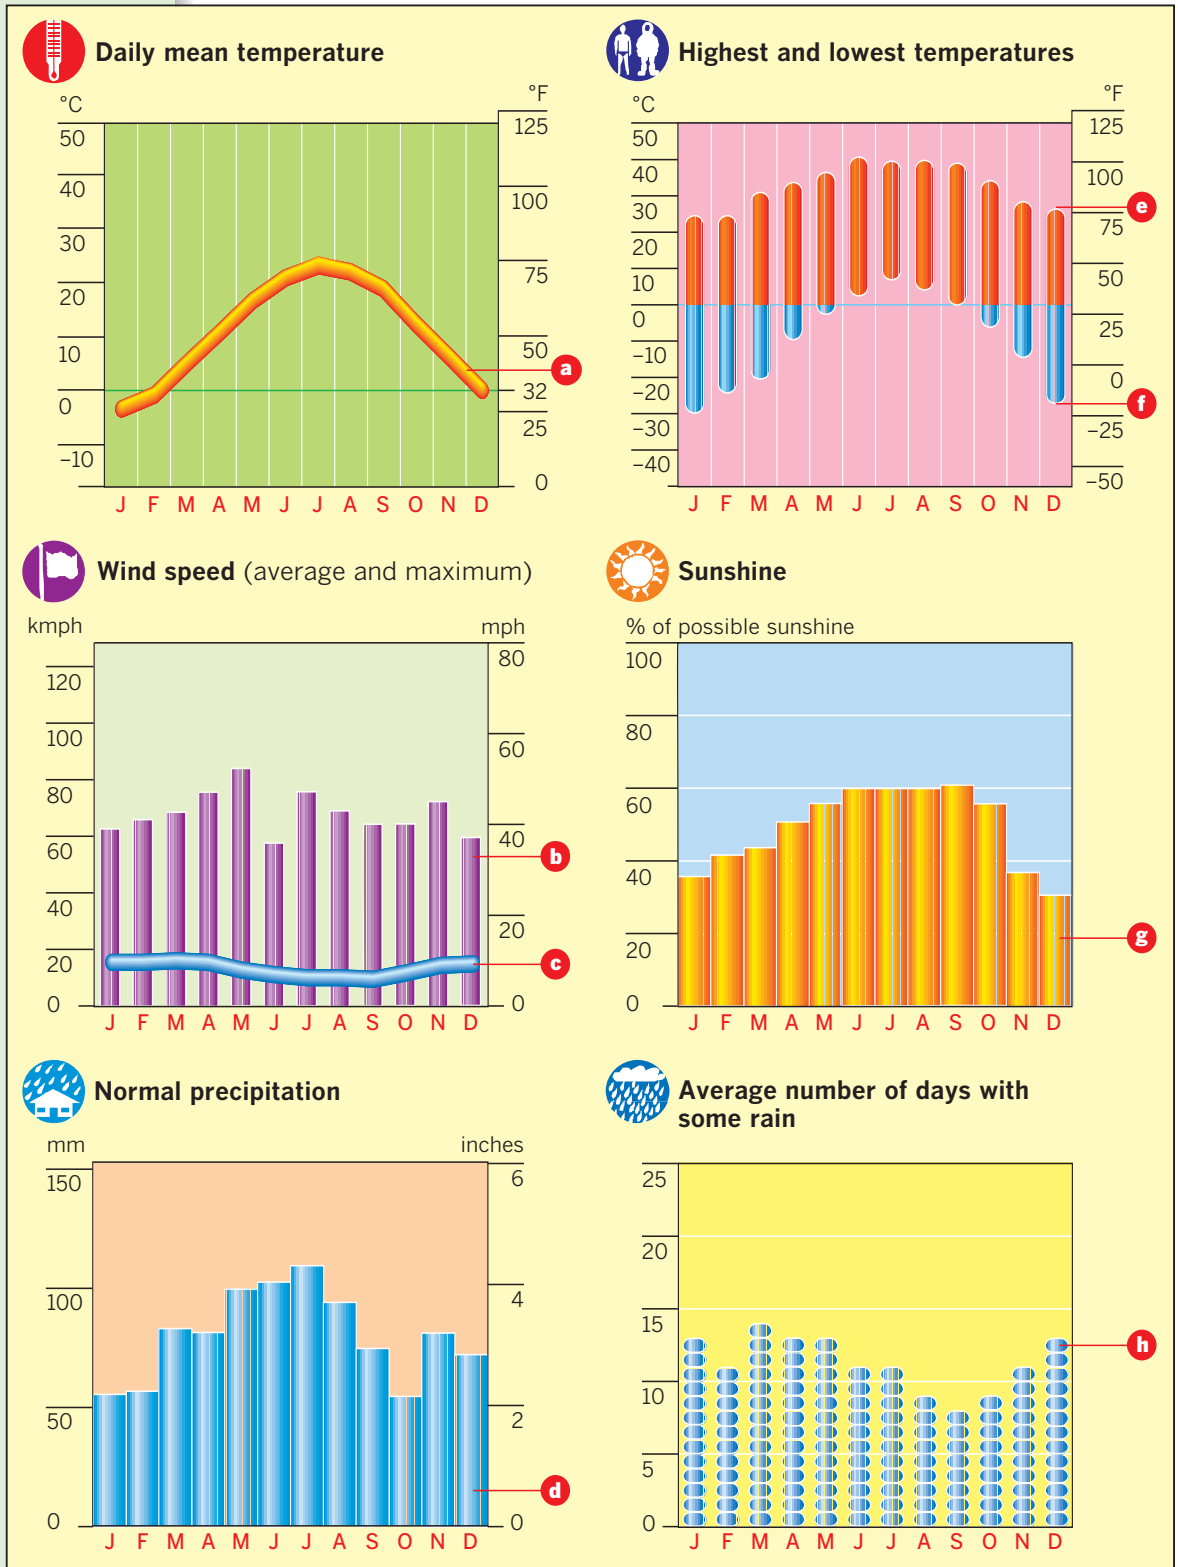 Daily mean temperature
°C
°F
50
40
30
20
10
0
–10
125
100
75
50
32
25
0
J F M A M J J A S O N D
a
Highest and lowest temperatures
°C
°F
50
40
30
20
10
0
–10
–20
–30
–40
125
100
75
50
25
0
–25
–50
J F M A M J J A S O N D
e
f
Wind speed (average and maximum)
kmph
mph
120
100
80
60
40
20
0
80
60
40
20
0
J F M A M J J A S O N D
b
c
Sunshine
% of possible sunshine
100
80
60
40
20
0
J F M A M J J A S O N D
g
Normal precipitation
mm
inches
150
100
50
0
6
4
2
0
J F M A M J J A S O N D
d
Average number of days with
some rain
25
20
15
10
5
0
J F M A M J J A S O N D
h